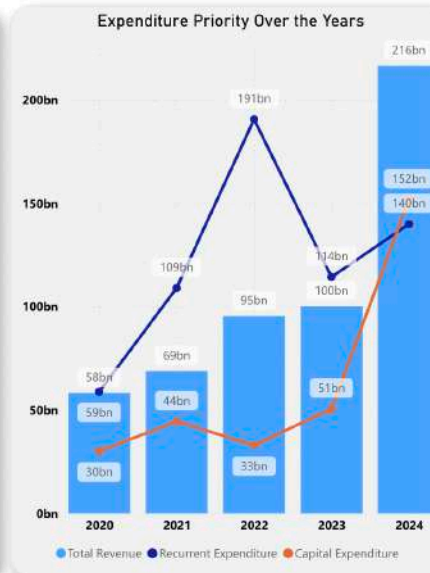 Expenditure Priority Over the Years
216bn
200bn
191bn
152bn
150bn
140bn
114bn
109bn
100bn
100bn
95bn
69bn
58bn
59bn
51bn
50bn
44bn
33bn
30bn
0bn
2020 2021 2022 2023 2024
Total Revenue Recurrent Expenditure Capital Expenditure